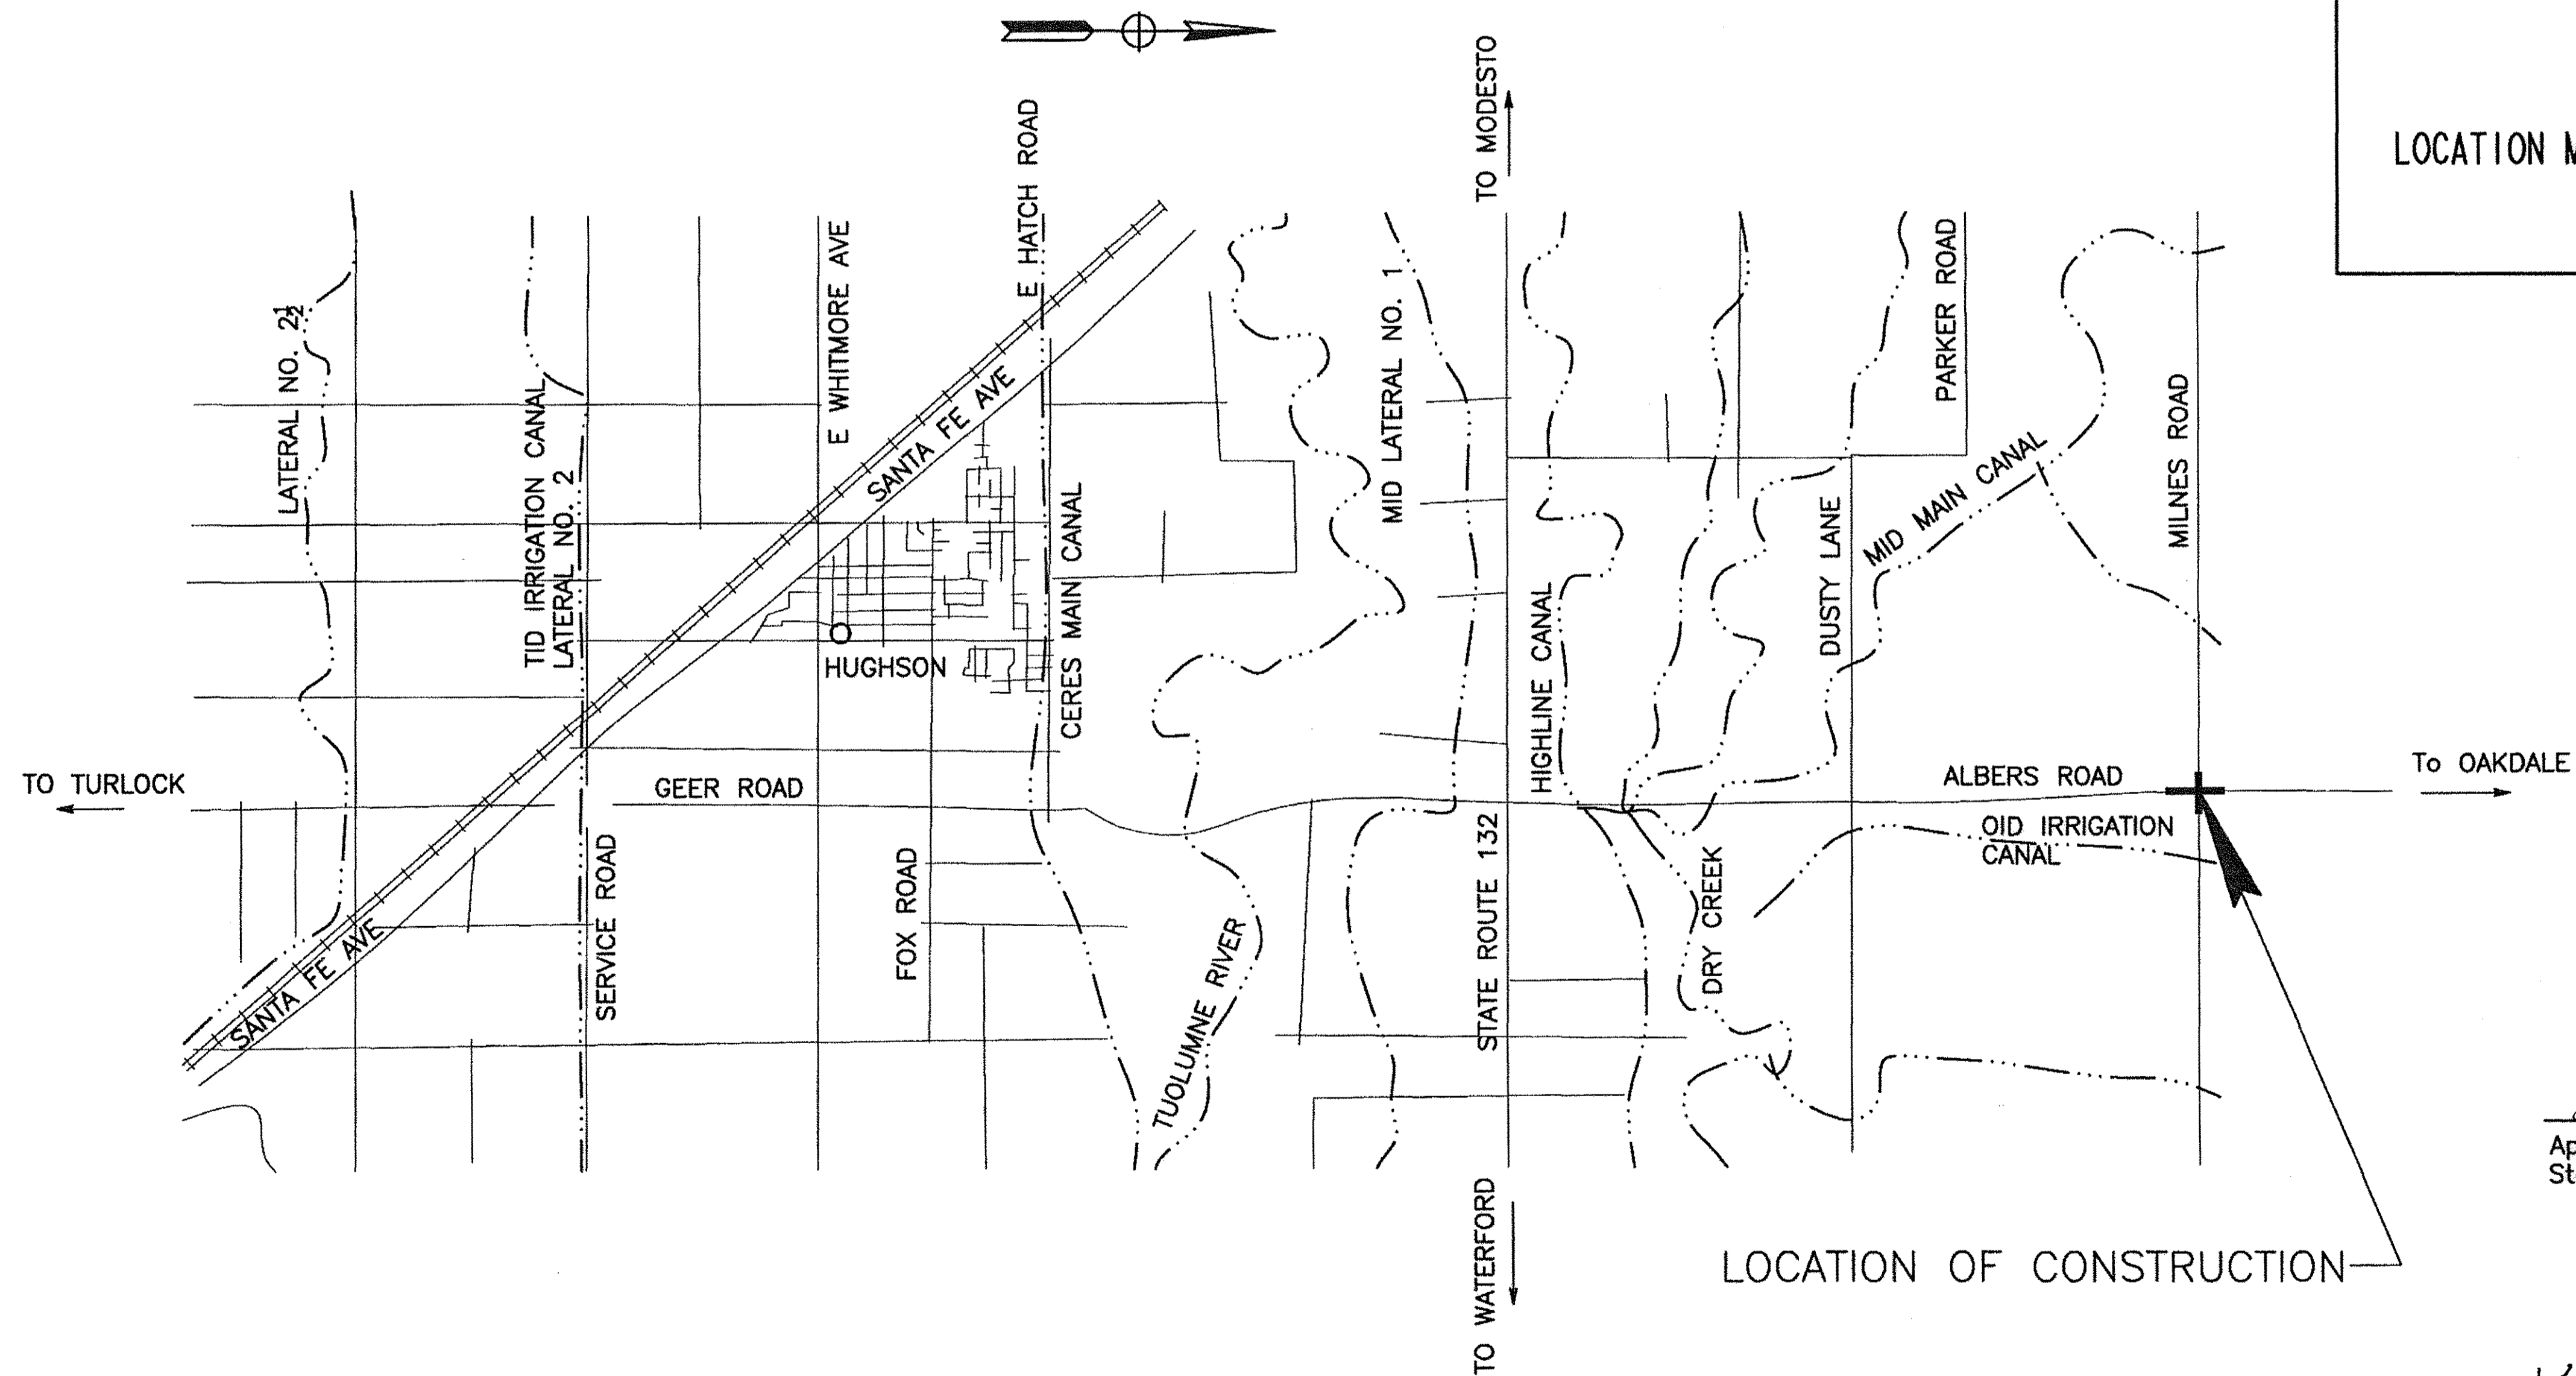 LOCATION
TO MODESTO
E HATCH ROAD
E WHITMORE AVE
PARKER ROAD
MID LATERAL NO. 1
LATERAL NO. 2½
TID IRRIGATION CANAL
LATERAL NO. 2
SANTA FE AVE
MILNES ROAD
MID MAIN CANAL
DUSTY LANE
CERES MAIN CANAL
HIGHLINE CANAL
HUGHSON
TO TURLOCK
GEER ROAD
ALBERS ROAD
To OAKDALE
OID IRRIGATION
CANAL
SERVICE ROAD
FOX ROAD
STATE ROUTE 132
DRY CREEK
SANTA FE AVE
TUOLUMNE RIVER
TO WATERFORD
LOCATION OF CONSTRUCTION